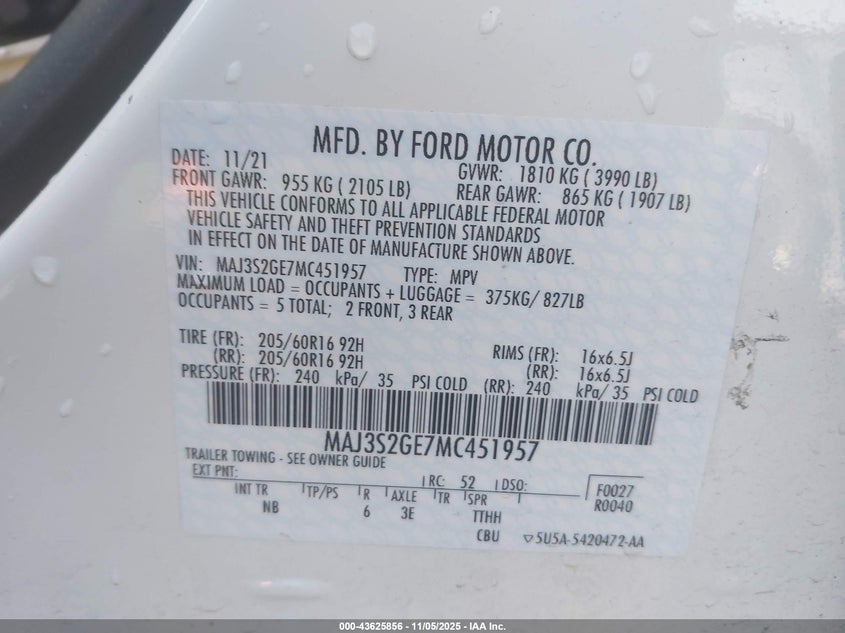 MFD. BY FORD MOTOR CO.
DATE: 11/21 GVWR: 1810 KG ( 3990 LB)
FRONT GAWR: 955 KG ( 2105 LB) REAR GAWR: 865 KG ( 1907 LB)
THIS VEHICLE CONFORMS TO ALL APPLICABLE FEDERAL MOTOR
VEHICLE SAFETY AND THEFT PREVENTION STANDARDS
IN EFFECT ON THE DATE OF MANUFACTURE SHOWN ABOVE.
VIN: MAJ3S2GE7MC451957 TYPE: MPV
MAXIMUM LOAD = OCCUPANTS + LUGGAGE = 375KG/ 827LB
OCCUPANTS = 5 TOTAL; 2 FRONT, 3 REAR
TIRE (FR): 205/60R16 92H RIMS (FR): 16x6.5J
(RR): 205/60R16 92H (RR): 16x6.5J
PRESSURE (FR): 240 kPa/ 35 PSI COLD (RR): 240 kPa/ 35 PSI COLD
MAJ3S2GE7MC451957
TRAILER TOWING - SEE OWNER GUIDE
EXT PNT: RC: 52 DSO: F0027
INT TR TP/PS R AXLE TR SPR R0040
NB 6 3E TTHH
CBU 5U5A-5420472-AA
000-43625856 - 11/05/2025 - IAA Inc.